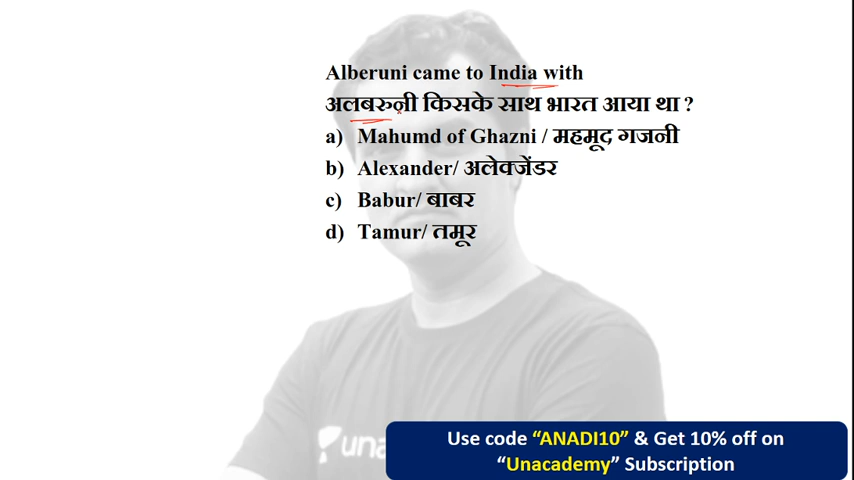 Alberuni came to India with
अलबरुनी किसके साथ भारत आया था ?
a) Mahumd of Ghazni / महमूद गजनी
b) Alexander/ अलेक्जेंडर
c) Babur/ बाबर
d) Tamur/ तमूर
una
Use code “ANADI10” & Get 10% off on
“Unacademy” Subscription